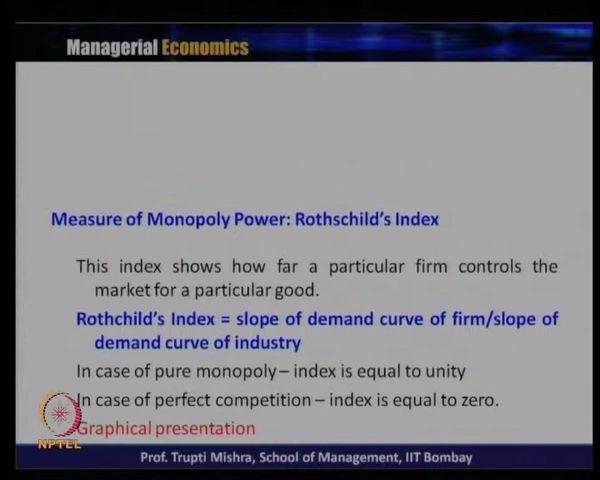 Managerial Economics
Measure of Monopoly Power: Rothschild's Index
This index shows how far a particular firm controls the
market for a particular good.
Rothchild's Index = slope of demand curve of firm/slope of
demand curve of industry
In case of pure monopoly – index is equal to unity
In case of perfect competition – index is equal to zero.
Graphical presentation
NPTEL
Prof. Trupti Mishra, School of Management, IIT Bombay